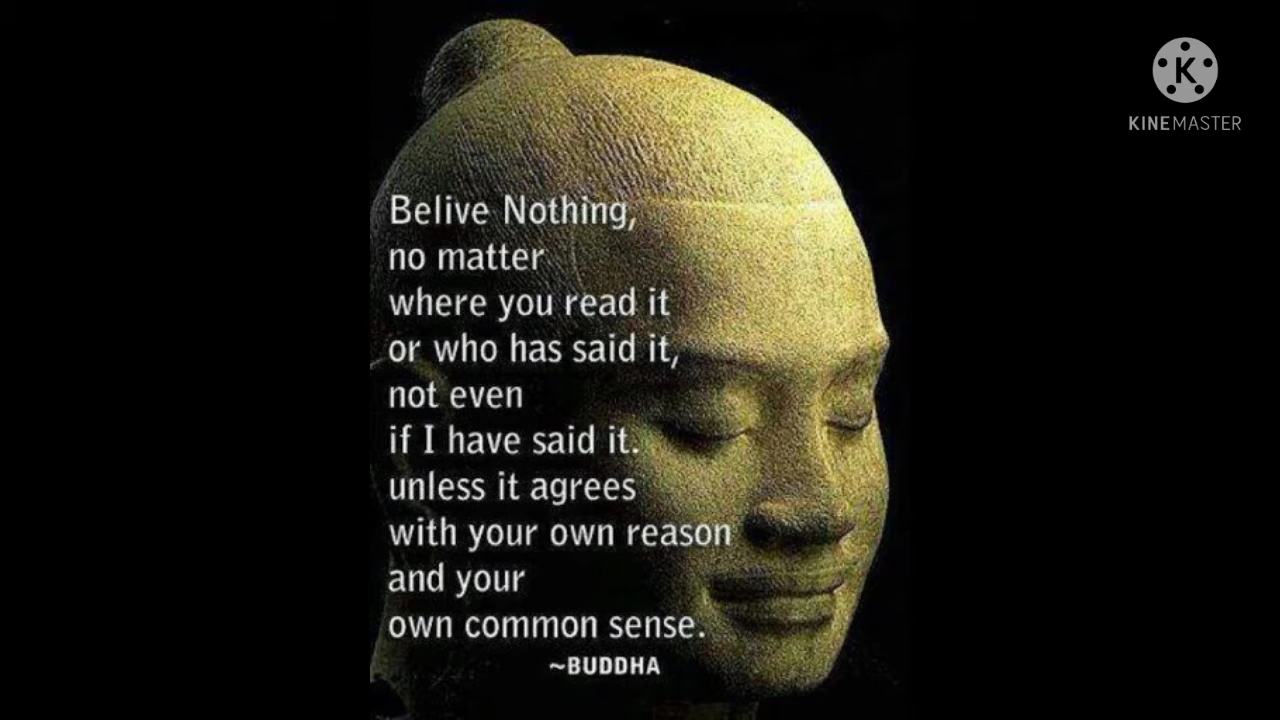 Belive Nothing,
no matter
where you read it
or who has said it,
not even
if I have said it.
unless it agrees
with your own reason
and your
own common sense.
~BUDDHA
K
KINEMASTER